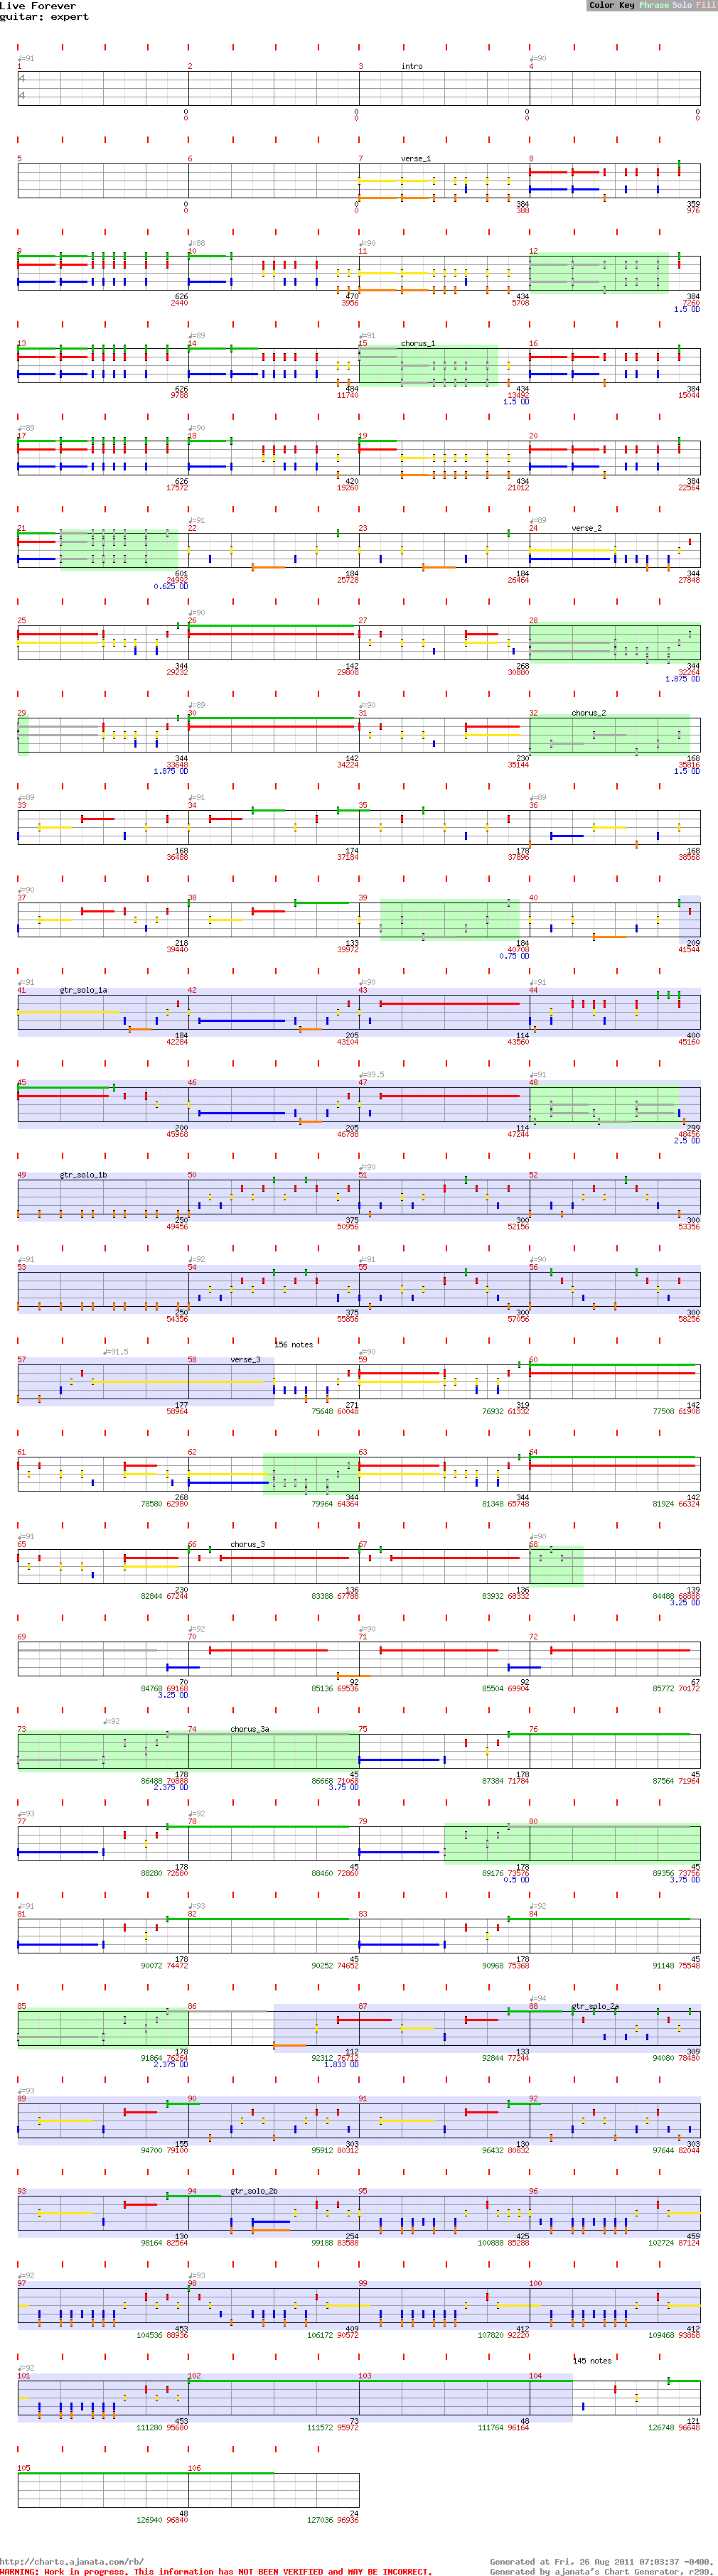 Live Forever
guitar: expert
Color Key Phrase Solo Fill
♩=91 ♩=90
1 2 3 intro 4
4
4
0 0 0 0
0 0 0 0
5 6 7 verse_1 8
0 0 384 359
0 0 388 976
♩=88 ♩=90
9 10 11 12
626 470 434 384
2440 3956 5708 7260
1.5 OD
♩=89 ♩=91
13 14 15 chorus_1 16
626 484 434 384
9788 11740 13492 15044
1.5 OD
♩=89 ♩=90
17 18 19 20
626 420 434 384
17572 19260 21012 22564
♩=91 ♩=89
21 22 23 24 verse_2
601 184 184 344
24992 25728 26464 27848
0.625 OD
♩=90
25 26 27 28
344 142 268 344
29232 29808 30880 32264
1.875 OD
♩=89 ♩=90
29 30 31 32 chorus_2
344 142 230 168
33648 34224 35144 35816
1.875 OD 1.5 OD
♩=89 ♩=91 ♩=89
33 34 35 36
168 174 178 168
36488 37184 37896 38568
♩=90
37 38 39 40
218 133 184 209
39440 39972 40708 41544
0.75 OD
♩=91 ♩=90 ♩=91
41 gtr_solo_1a 42 43 44
184 205 114 400
42284 43104 43560 45160
♩=89.5 ♩=91
45 46 47 48
200 205 114 299
45968 46788 47244 48456
2.5 OD
♩=90
49 gtr_solo_1b 50 51 52
250 375 300 300
49456 50956 52156 53356
♩=91 ♩=92 ♩=91 ♩=90
53 54 55 56
250 375 300 300
54356 55856 57056 58256
156 notes
♩=91.5 ♩=90
57 58 verse_3 59 60
177 271 319 142
58964 75648 60048 76932 61332 77508 61908
61 62 63 64
268 344 344 142
78580 62980 79964 64364 81348 65748 81924 66324
♩=91 ♩=90
65 66 chorus_3 67 68
230 136 136 139
82844 67244 83388 67788 83932 68332 84488 68888
3.25 OD
♩=92 ♩=90
69 70 71 72
70 92 92 67
84768 69168 85136 69536 85504 69904 85772 70172
3.25 OD
♩=92
73 74 chorus_3a 75 76
178 45 178 45
86488 70888 86668 71068 87384 71784 87564 71964
2.375 OD 3.75 OD
♩=93 ♩=92
77 78 79 80
178 45 178 45
88280 72680 88460 72860 89176 73576 89356 73756
0.5 OD 3.75 OD
♩=91 ♩=93 ♩=92
81 82 83 84
178 45 178 45
90072 74472 90252 74652 90968 75368 91148 75548
♩=94
85 86 87 88 gtr_solo_2a
178 112 133 309
91864 76264 92312 76712 92844 77244 94080 78480
2.375 OD 1.833 OD
♩=93
89 90 91 92
155 303 130 303
94700 79100 95912 80312 96432 80832 97644 82044
93 94 gtr_solo_2b 95 96
130 254 425 459
98164 82564 99188 83588 100888 85288 102724 87124
♩=92 ♩=93
97 98 99 100
453 409 412 412
104536 88936 106172 90572 107820 92220 109468 93868
145 notes
♩=92
101 102 103 104
453 73 48 121
111280 95680 111572 95972 111764 96164 126748 96648
105 106
48 24
126940 96840 127036 96936
http://charts.ajanata.com/rb/
Generated at Fri, 26 Aug 2011 07:03:37 -0400.
WARNING: Work in progress. This information has NOT BEEN VERIFIED and MAY BE INCORRECT.
Generated by ajanata's Chart Generator, r299.